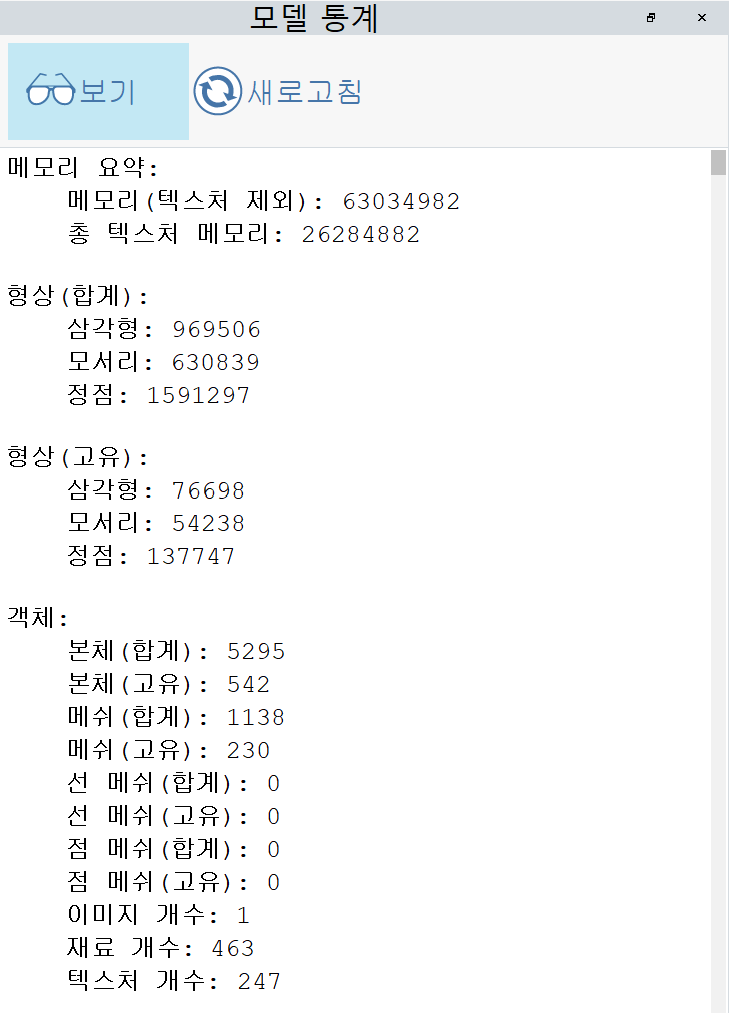 모델 통계
보기 새로고침
메모리 요약:
메모리(텍스처 제외): 63034982
총 텍스처 메모리: 26284882
형상(합계):
삼각형: 969506
모서리: 630839
정점: 1591297
형상(고유):
삼각형: 76698
모서리: 54238
정점: 137747
객체:
본체(합계): 5295
본체(고유): 542
메쉬(합계): 1138
메쉬(고유): 230
선 메쉬(합계): 0
선 메쉬(고유): 0
점 메쉬(합계): 0
점 메쉬(고유): 0
이미지 개수: 1
재료 개수: 463
텍스처 개수: 247